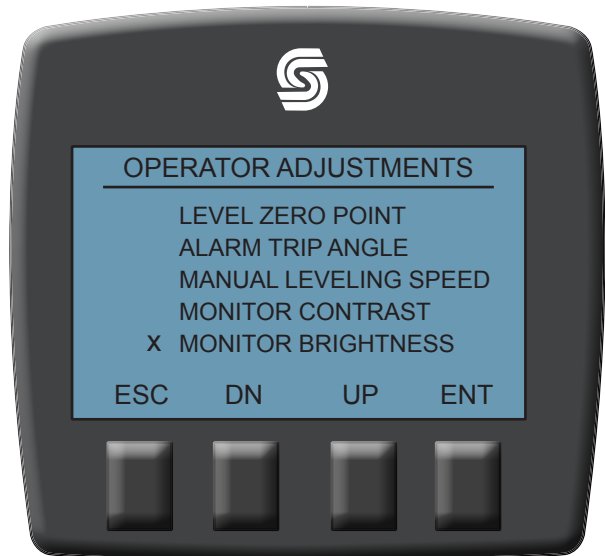 OPERATOR ADJUSTMENTS
LEVEL ZERO POINT
ALARM TRIP ANGLE
MANUAL LEVELING SPEED
MONITOR CONTRAST
X MONITOR BRIGHTNESS
ESC DN UP ENT